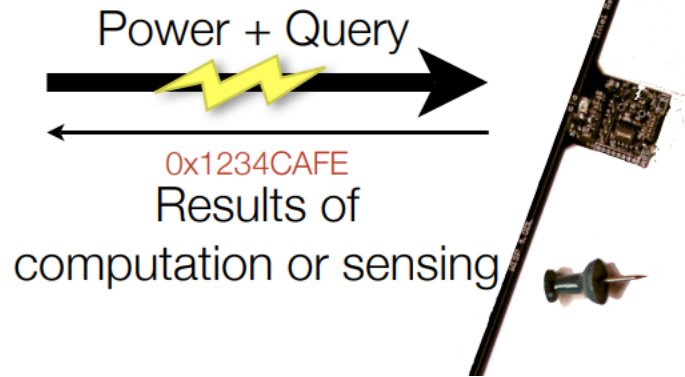 Power + Query
0x1234CAFE
Results of
computation or sensing